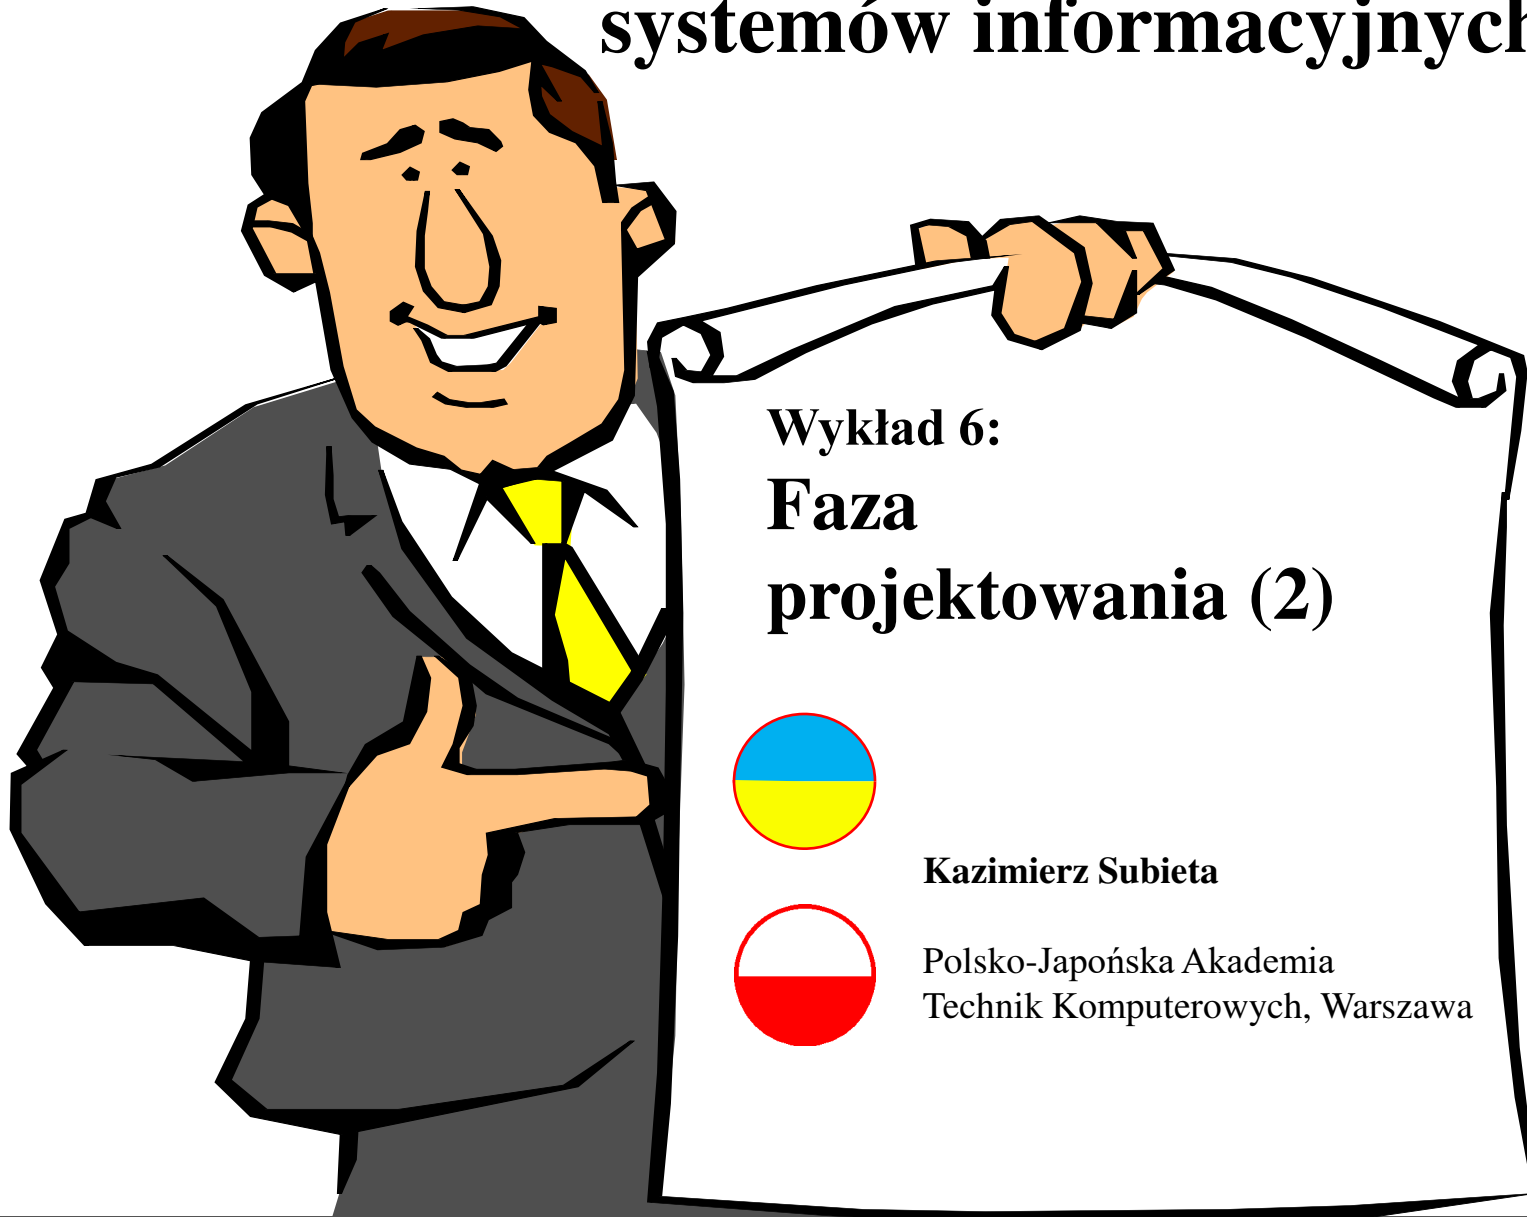 systemów informacyjnych
Wykład 6:
Faza
projektowania (2)
Kazimierz Subieta
Polsko-Japońska Akademia
Technik Komputerowych, Warszawa